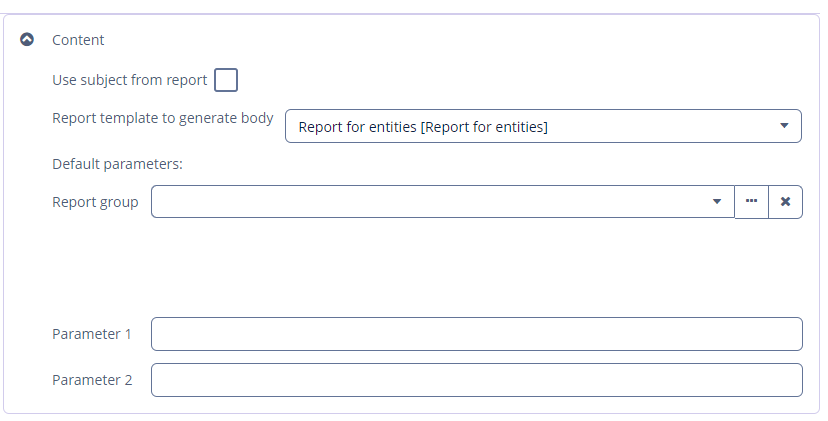 Content
Use subject from report
Report template to generate body
Report for entities [Report for entities]
Default parameters:
Report group
Parameter 1
Parameter 2